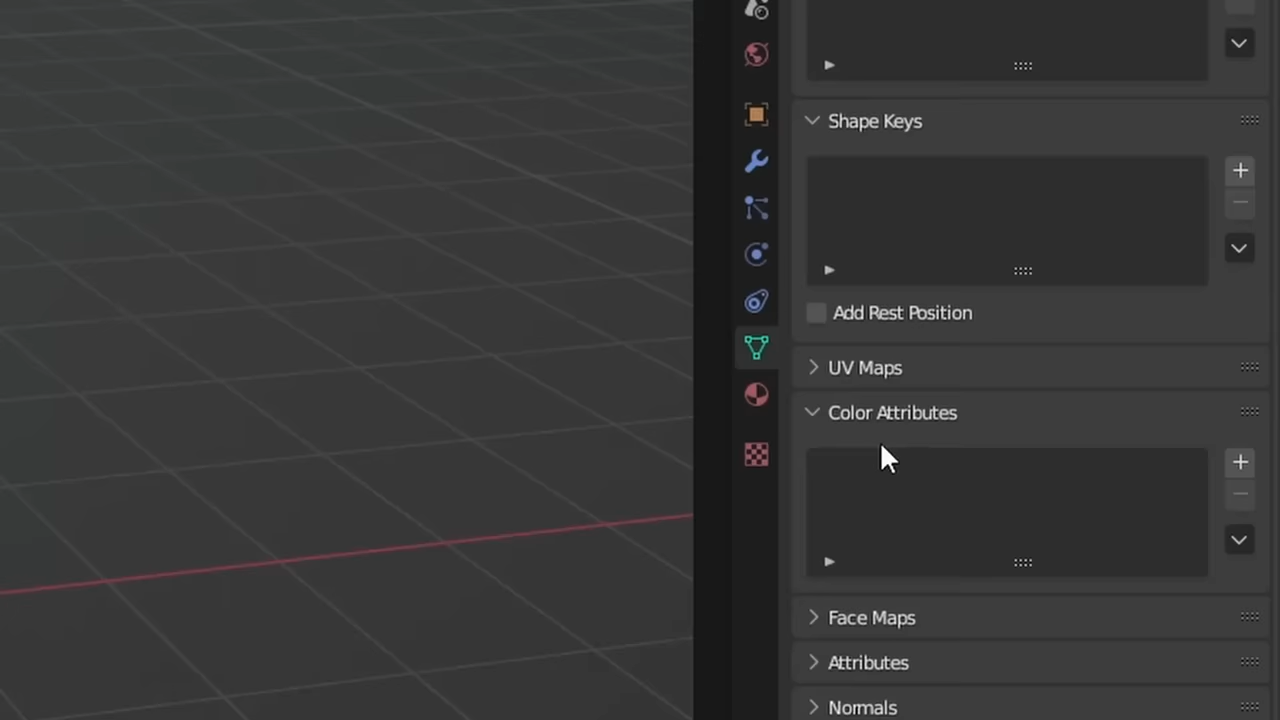 Shape Keys
Add Rest Position
UV Maps
Color Attributes
Face Maps
Attributes
Normals